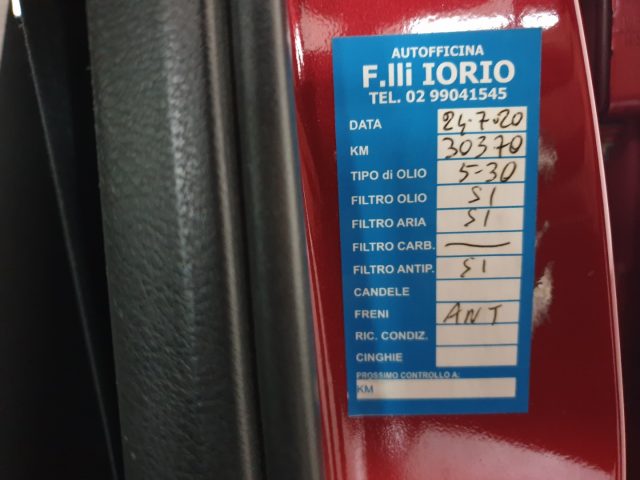 AUTOFFICINA
F.lli IORIO
TEL. 02 99041545
DATA 24.7.20
KM 30370
TIPO di OLIO 5-30
FILTRO OLIO SI
FILTRO ARIA SI
FILTRO CARB. —
FILTRO ANTIP. SI
CANDELE
FRENI ANT
RIC. CONDIZ.
CINGHIE
PROSSIMO CONTROLLO A:
KM